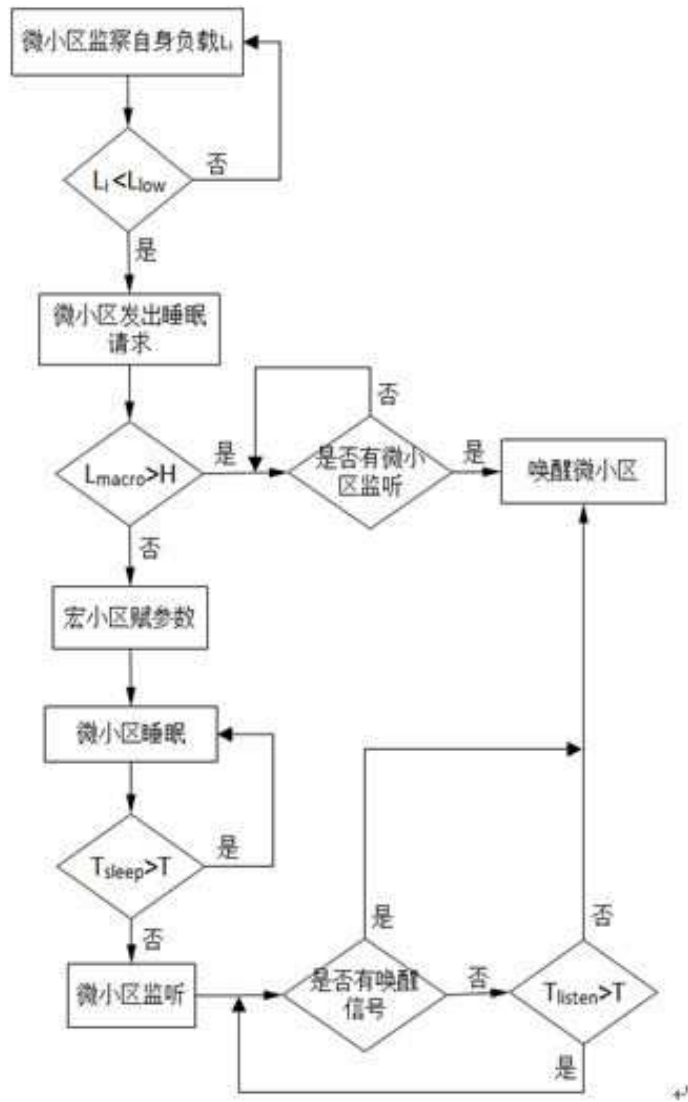 微小区监察自身负载Li
否
Li<Llow
是
微小区发出睡眠
请求
否
Lmacro>H
是
是否有微小
区监听
是
唤醒微小区
否
宏小区赋参数
微小区睡眠
Tsleep>T
是
否
是
否
微小区监听
是否有唤醒
信号
否
Tlisten>T
是